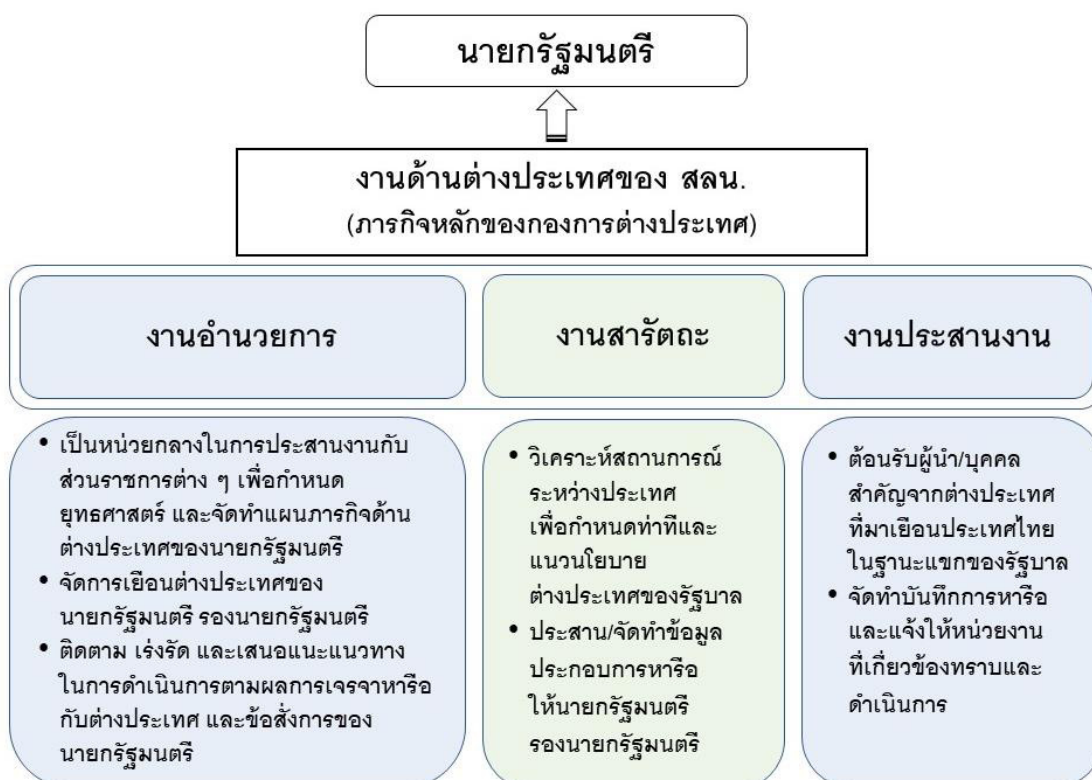 นายกรัฐมนตรี
งานด้านต่างประเทศของ สลน.
(ภารกิจหลักของกองการต่างประเทศ)
งานอำนวยการ
งานสารัตถะ
งานประสานงาน
• เป็นหน่วยกลางในการประสานงานกับ
ส่วนราชการต่าง ๆ เพื่อกำหนด
ยุทธศาสตร์ และจัดทำแผนภารกิจด้าน
ต่างประเทศของนายกรัฐมนตรี
• จัดการเยือนต่างประเทศของ
นายกรัฐมนตรี รองนายกรัฐมนตรี
• ติดตาม เร่งรัด และเสนอแนะแนวทาง
ในการดำเนินการตามผลการเจรจาหารือ
กับต่างประเทศ และข้อสั่งการของ
นายกรัฐมนตรี
• วิเคราะห์สถานการณ์
ระหว่างประเทศ
เพื่อกำหนดท่าทีและ
แนวนโยบาย
ต่างประเทศของรัฐบาล
• ประสาน/จัดทำข้อมูล
ประกอบการหารือ
ให้นายกรัฐมนตรี
รองนายกรัฐมนตรี
• ต้อนรับผู้นำ/บุคคล
สำคัญจากต่างประเทศ
ที่มาเยือนประเทศไทย
ในฐานะแขกของรัฐบาล
• จัดทำบันทึกการหารือ
และแจ้งให้หน่วยงาน
ที่เกี่ยวข้องทราบและ
ดำเนินการ